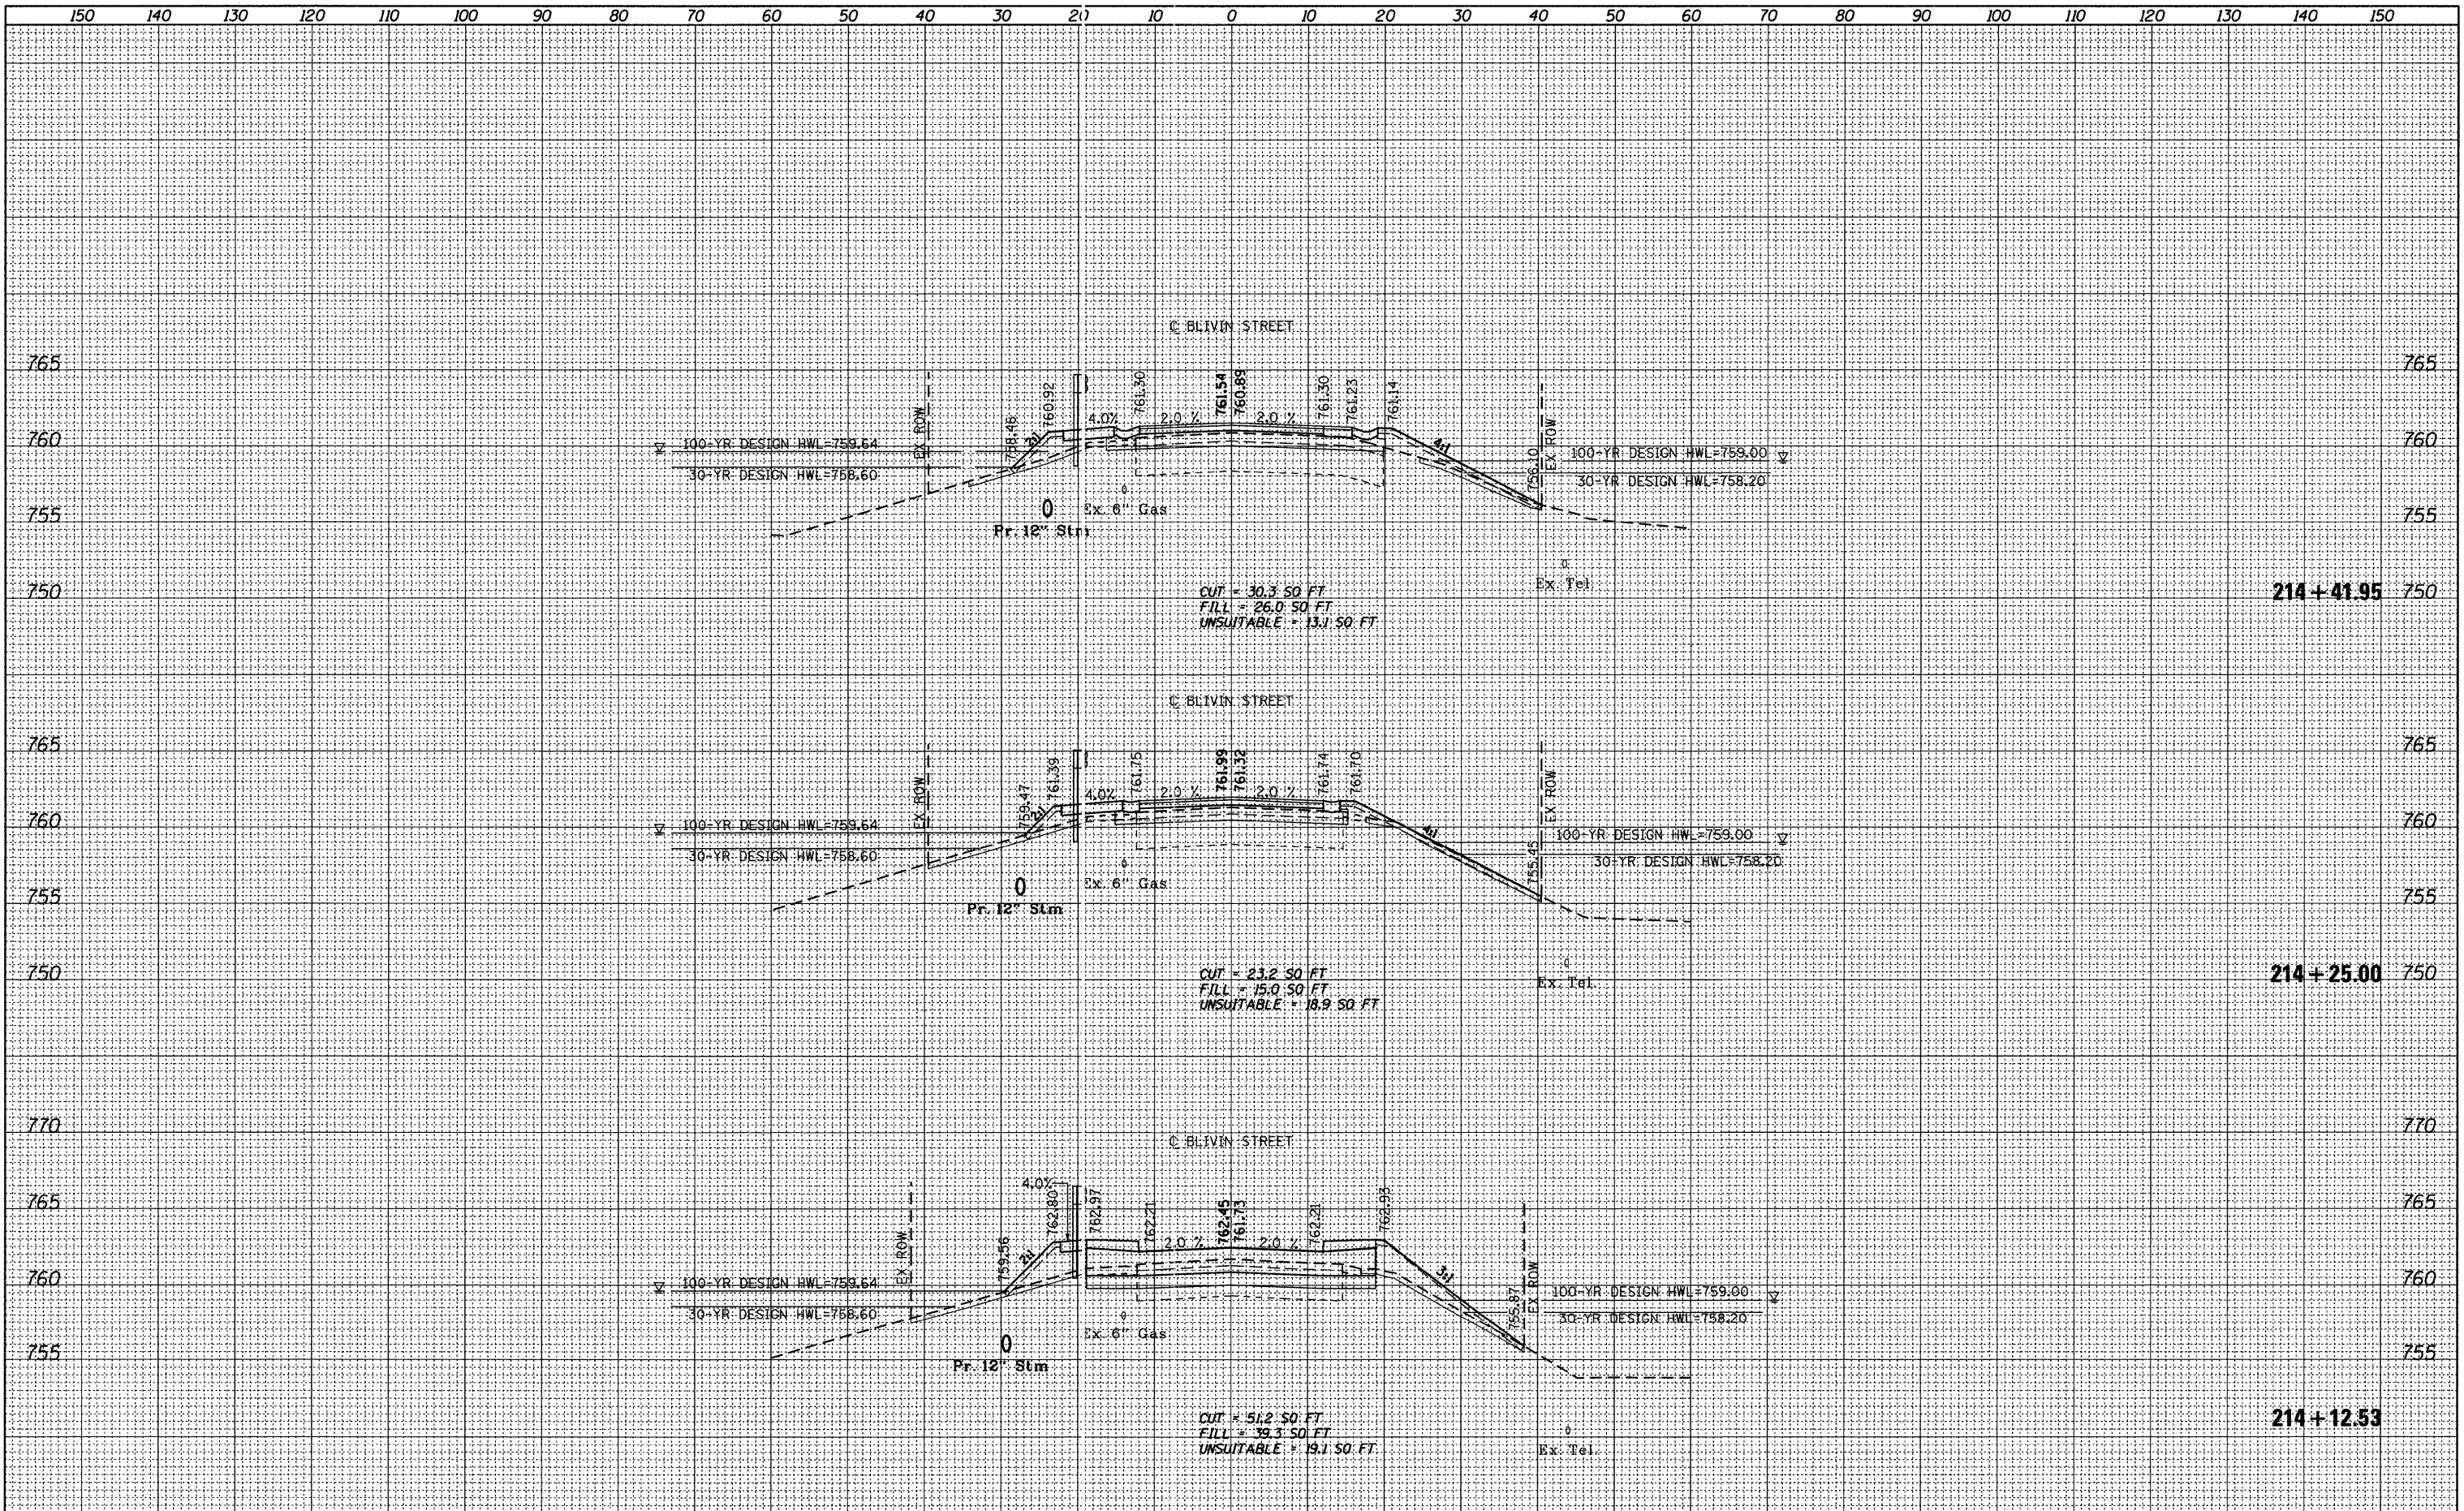 150 140 130 120 110 100 90 80 70 60 50 40 30 20 10 0 10 20 30 40 50 60 70 80 90 100 110 120 130 140 150
℄ BLIVIN STREET
765 765
EX ROW 758.46 2:1 760.92 4.0% 761.30 2.0 % 761.54 760.89 2.0 % 761.30 761.23 761.14 4:1 756.10 EX ROW
760 760
100-YR DESIGN HWL=759.64
30-YR DESIGN HWL=758.60
100-YR DESIGN HWL=759.00
30-YR DESIGN HWL=758.20
Ex. 6" Gas
Pr. 12" Stm
755 755
Ex. Tel.
CUT = 30.3 SQ FT
FILL = 26.0 SQ FT
UNSUITABLE = 13.1 SQ FT
750 214+41.95 750
℄ BLIVIN STREET
765 765
EX ROW 759.47 2:1 761.39 4.0% 761.75 2.0 % 761.99 761.32 2.0 % 761.74 761.70 4:1 755.45 EX ROW
760 760
100-YR DESIGN HWL=759.64
30-YR DESIGN HWL=758.60
100-YR DESIGN HWL=759.00
30-YR DESIGN HWL=758.20
Ex. 6" Gas
Pr. 12" Stm
755 755
Ex. Tel.
CUT = 23.2 SQ FT
FILL = 15.0 SQ FT
UNSUITABLE = 18.9 SQ FT
750 214+25.00 750
770 770
℄ BLIVIN STREET
765 765
EX ROW 759.56 2:1 4.0% 762.80 762.97 762.21 2.0 % 762.45 761.73 2.0 % 762.21 762.93 3:1 755.87 EX ROW
760 760
100-YR DESIGN HWL=759.64
30-YR DESIGN HWL=758.60
100-YR DESIGN HWL=759.00
30-YR DESIGN HWL=758.20
Ex. 6" Gas
Pr. 12" Stm
755 755
CUT = 51.2 SQ FT
FILL = 39.3 SQ FT
UNSUITABLE = 19.1 SQ FT
Ex. Tel.
214+12.53